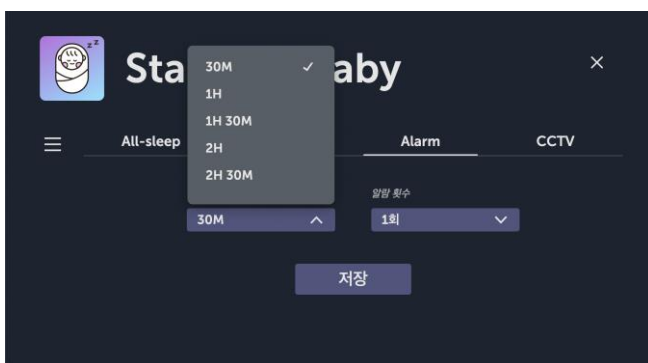 Sta aby
30M
1H
1H 30M
2H
2H 30M
All-sleep Alarm CCTV
알람 횟수
30M 1회
저장